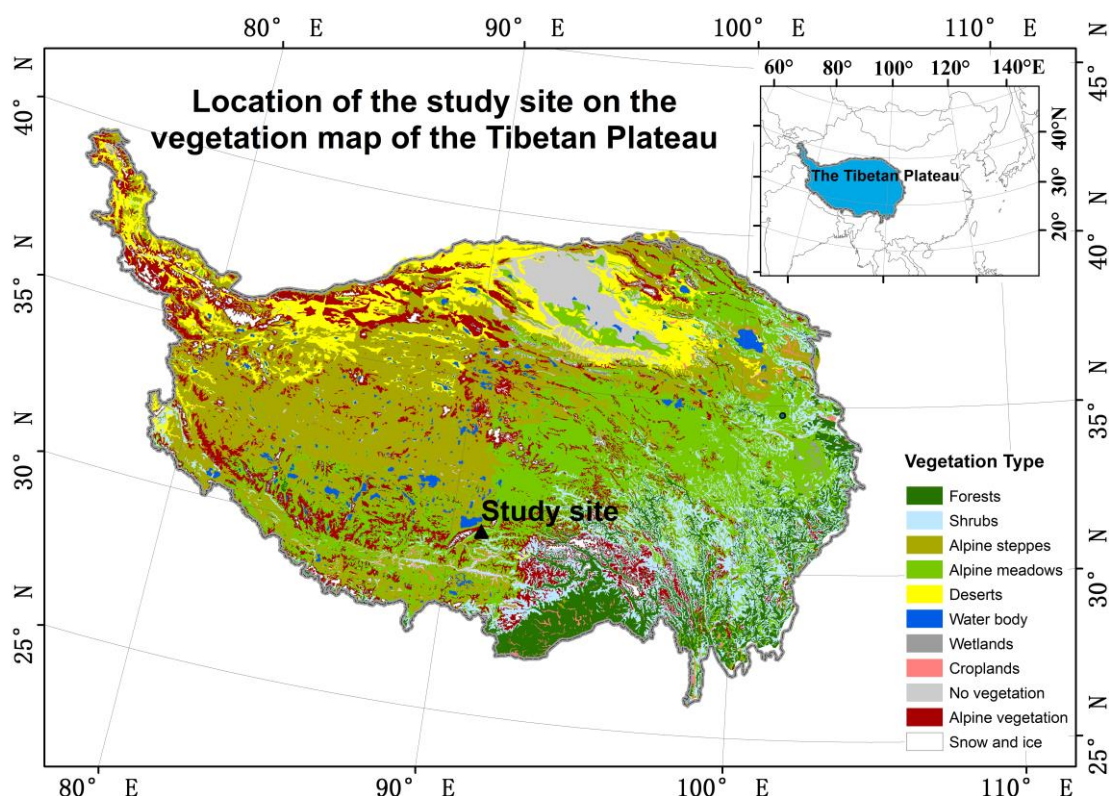 80° E
90° E
100° E
110° E
60° 80° 100° 120° 140°E
40°N
30°
20°
The Tibetan Plateau
Location of the study site on the
vegetation map of the Tibetan Plateau
45° N
40° N
35° N
30° N
25° N
40° N
35° N
30° N
25° N
Study site
Vegetation Type
Forests
Shrubs
Alpine steppes
Alpine meadows
Deserts
Water body
Wetlands
Croplands
No vegetation
Alpine vegetation
Snow and ice
80° E
90° E
100° E
110° E